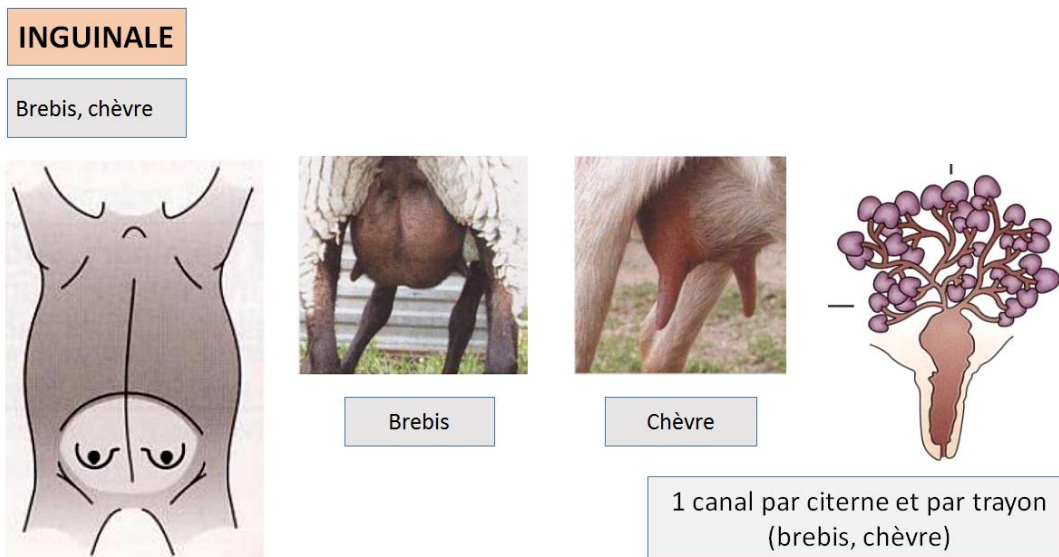 INGUINALE
Brebis, chèvre
Brebis
Chèvre
1 canal par citerne et par trayon
(brebis, chèvre)